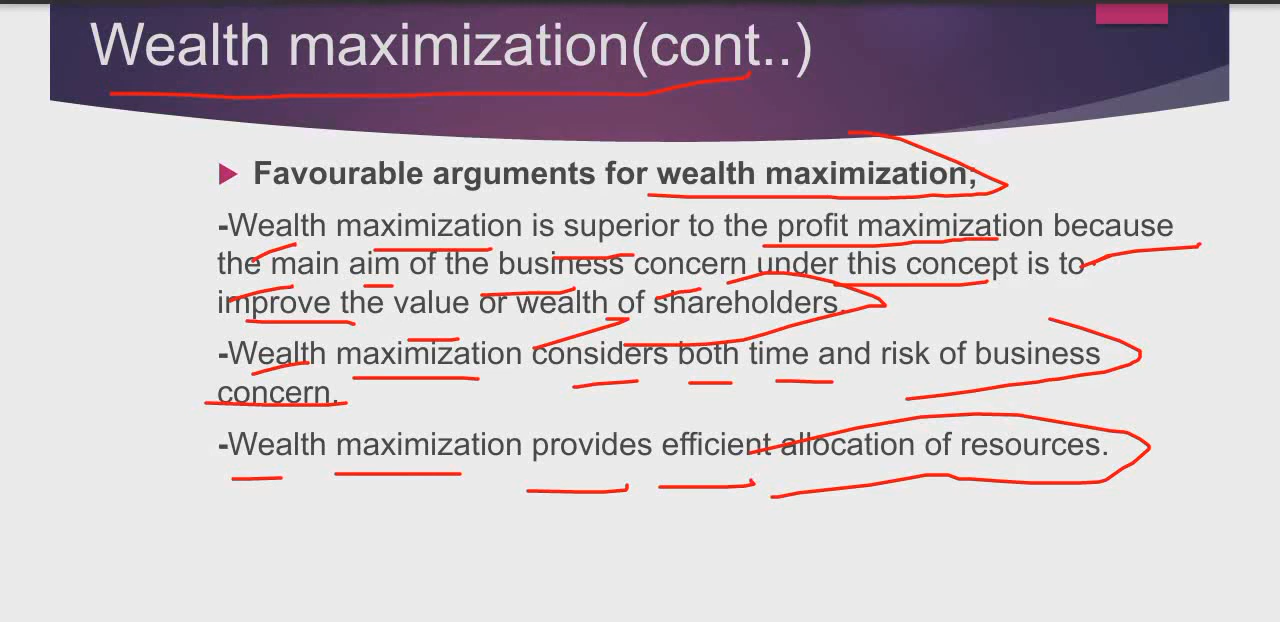 Wealth maximization(cont..)
Favourable arguments for wealth maximization;
-Wealth maximization is superior to the profit maximization because
the main aim of the business concern under this concept is to
improve the value or wealth of shareholders.
-Wealth maximization considers both time and risk of business
concern.
-Wealth maximization provides efficient allocation of resources.